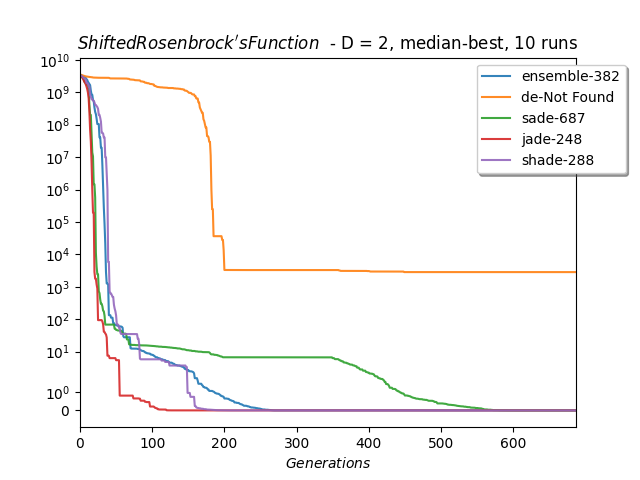 ShiftedRosenbrock'sFunction - D = 2, median-best, 10 runs
10^10
10^9
10^8
10^7
10^6
10^5
10^4
10^3
10^2
10^1
10^0
0
ensemble-382
de-Not Found
sade-687
jade-248
shade-288
0 100 200 300 400 500 600
Generations